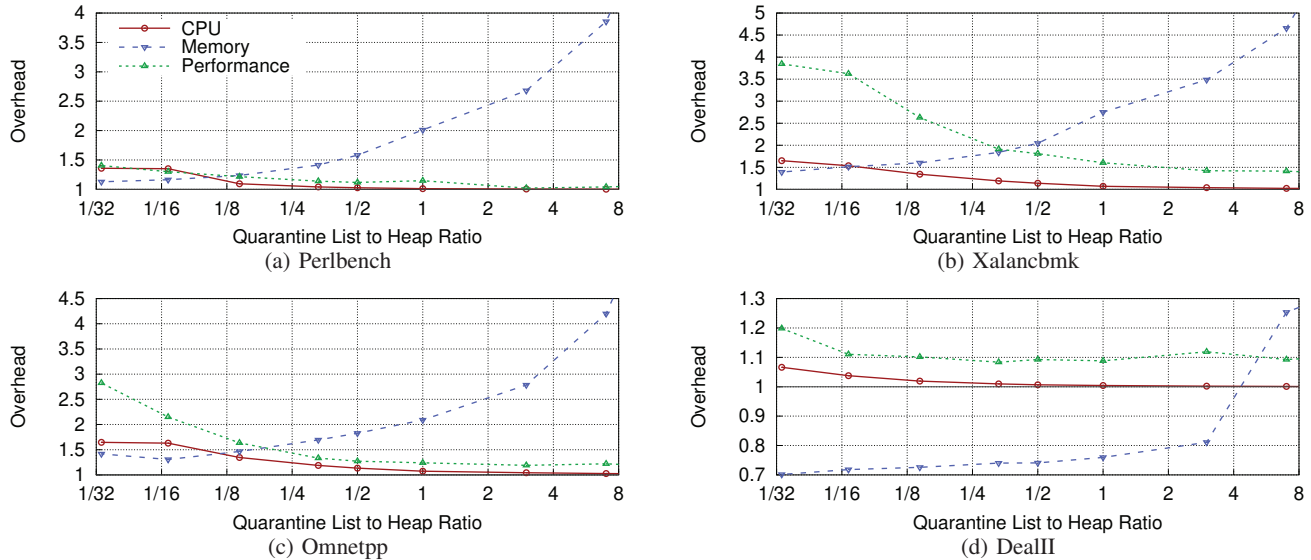 4
3.5
3
2.5
2
1.5
1
Overhead
CPU
Memory
Performance
1/32 1/16 1/8 1/4 1/2 1 2 4 8
Quarantine List to Heap Ratio
(a) Perlbench
5
4.5
4
3.5
3
2.5
2
1.5
1
Overhead
1/32 1/16 1/8 1/4 1/2 1 2 4 8
Quarantine List to Heap Ratio
(b) Xalancbmk
4.5
4
3.5
3
2.5
2
1.5
1
Overhead
1/32 1/16 1/8 1/4 1/2 1 2 4 8
Quarantine List to Heap Ratio
(c) Omnetpp
1.3
1.2
1.1
1
0.9
0.8
0.7
Overhead
1/32 1/16 1/8 1/4 1/2 1 2 4 8
Quarantine List to Heap Ratio
(d) DealII